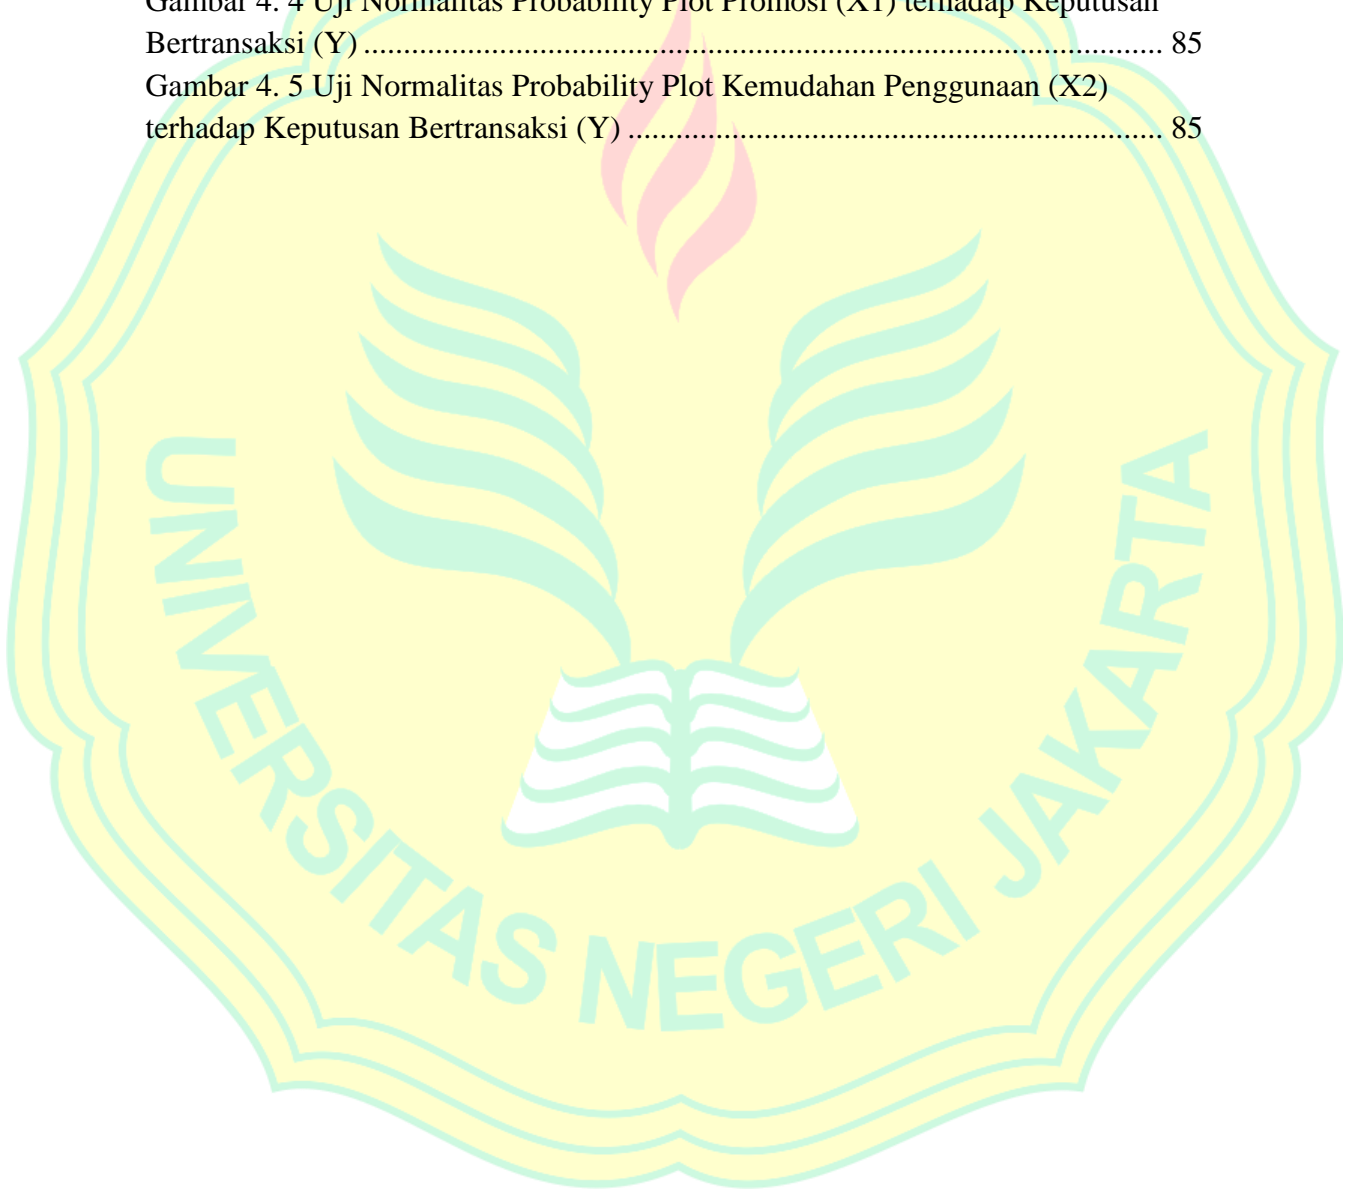 Gambar 4. 4 Uji Normalitas Probability Plot Promosi (X1) terhadap Keputusan
Bertransaksi (Y) .................................................................................................... 85
Gambar 4. 5 Uji Normalitas Probability Plot Kemudahan Penggunaan (X2)
terhadap Keputusan Bertransaksi (Y) ................................................................... 85
UNIVERSITAS NEGERI JAKARTA